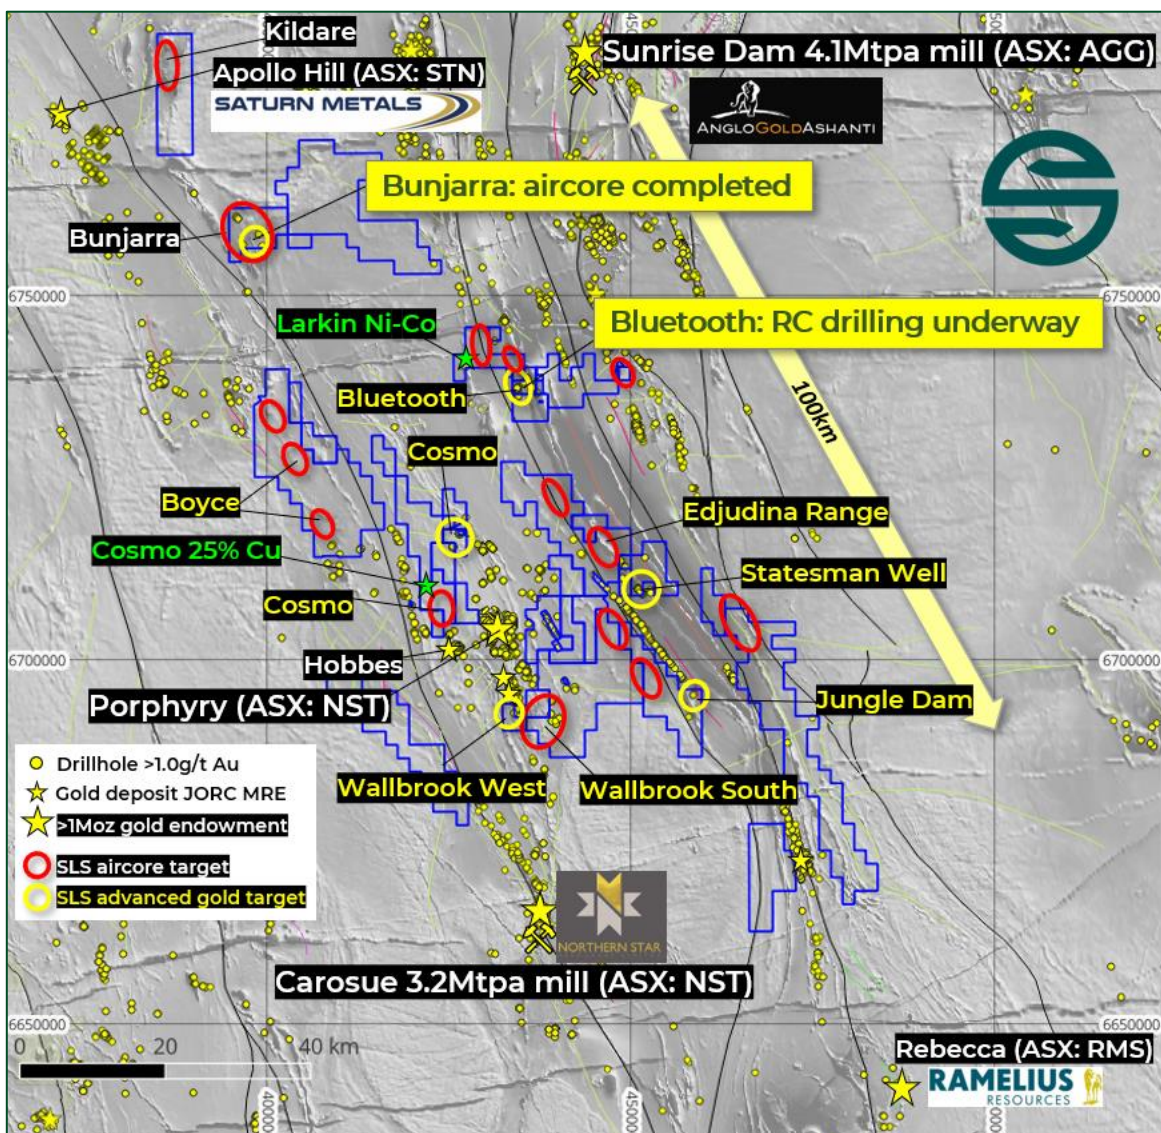 Kildare
Apollo Hill (ASX: STN)
SATURN METALS
Sunrise Dam 4.1Mtpa mill (ASX: AGG)
ANGLOGOLDASHANTI
Bunjarra: aircore completed
Bunjarra
6750000
6750000
Larkin Ni-Co
Bluetooth: RC drilling underway
Bluetooth
100km
Cosmo
Boyce
Edjudina Range
Cosmo 25% Cu
Statesman Well
Cosmo
Hobbes
6700000
6700000
Porphyry (ASX: NST)
Jungle Dam
Wallbrook West
Wallbrook South
Drillhole >1.0g/t Au
Gold deposit JORC MRE
>1Moz gold endowment
SLS aircore target
SLS advanced gold target
NORTHERN STAR
Carosue 3.2Mtpa mill (ASX: NST)
6650000
6650000
0 20 40 km
Rebecca (ASX: RMS)
RAMELIUS
RESOURCES
400000
450000